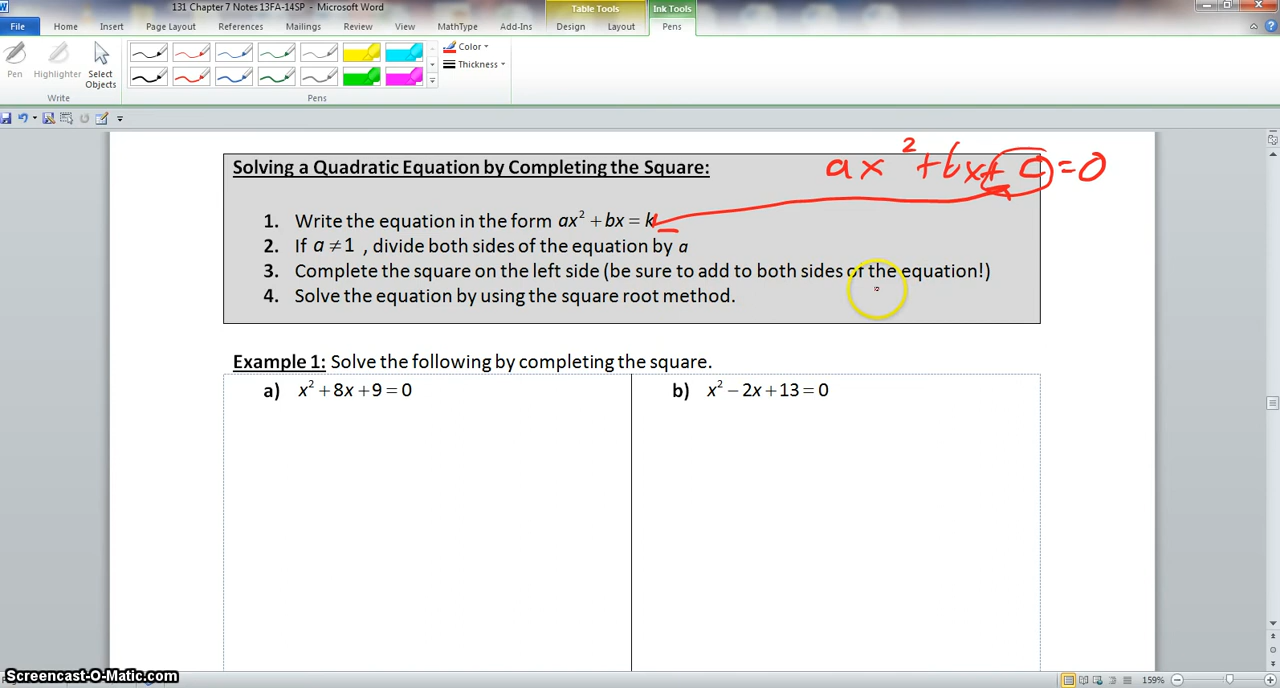 131 Chapter 7 Notes 13FA-14SP - Microsoft Word
Table Tools
Ink Tools
File Home Insert Page Layout References Mailings Review View MathType Add-Ins Design Layout Pens
Pen Highlighter Select Objects
Color
Thickness
Write
Pens
ax² + bx + c = 0
Solving a Quadratic Equation by Completing the Square:
1. Write the equation in the form ax² + bx = k
2. If a ≠ 1 , divide both sides of the equation by a
3. Complete the square on the left side (be sure to add to both sides of the equation!)
4. Solve the equation by using the square root method.
Example 1: Solve the following by completing the square.
a) x² + 8x + 9 = 0
b) x² − 2x + 13 = 0
Screencast-O-Matic.com
159%